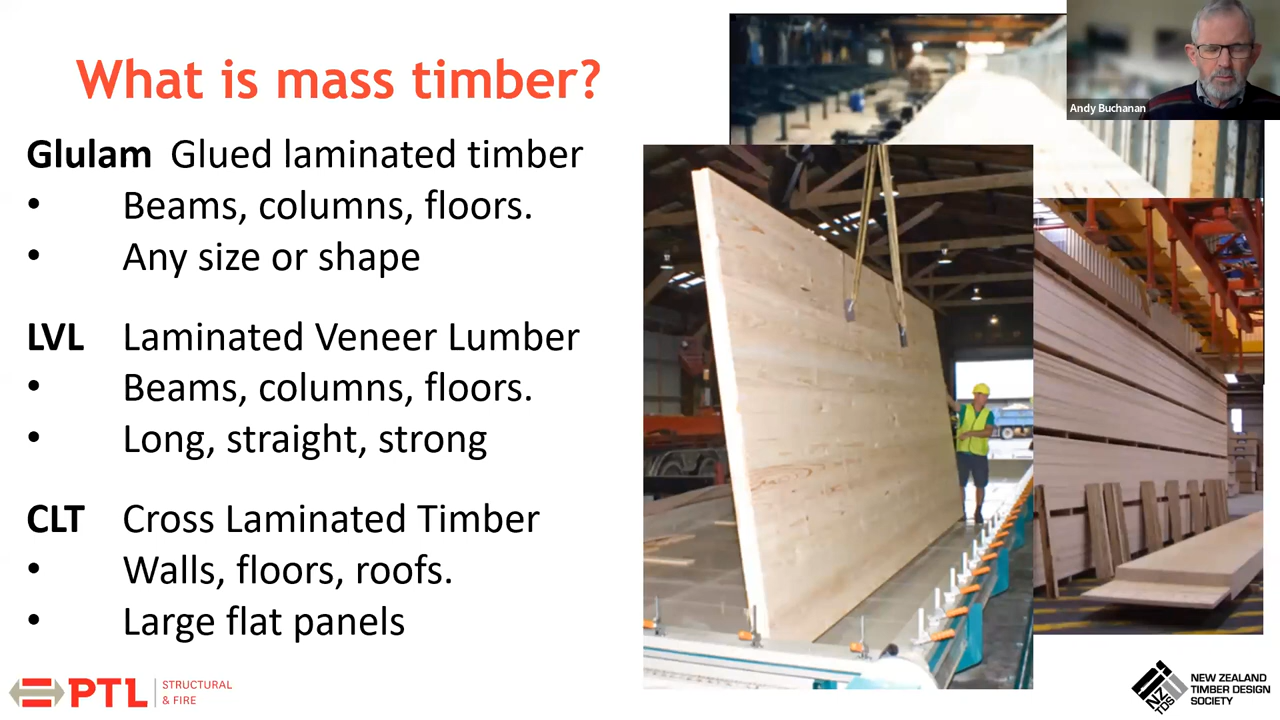 What is mass timber?
Glulam Glued laminated timber
• Beams, columns, floors.
• Any size or shape
LVL Laminated Veneer Lumber
• Beams, columns, floors.
• Long, straight, strong
CLT Cross Laminated Timber
• Walls, floors, roofs.
• Large flat panels
Andy Buchanan
PTL STRUCTURAL
& FIRE
NZ
TDS
NEW ZEALAND
TIMBER DESIGN
SOCIETY